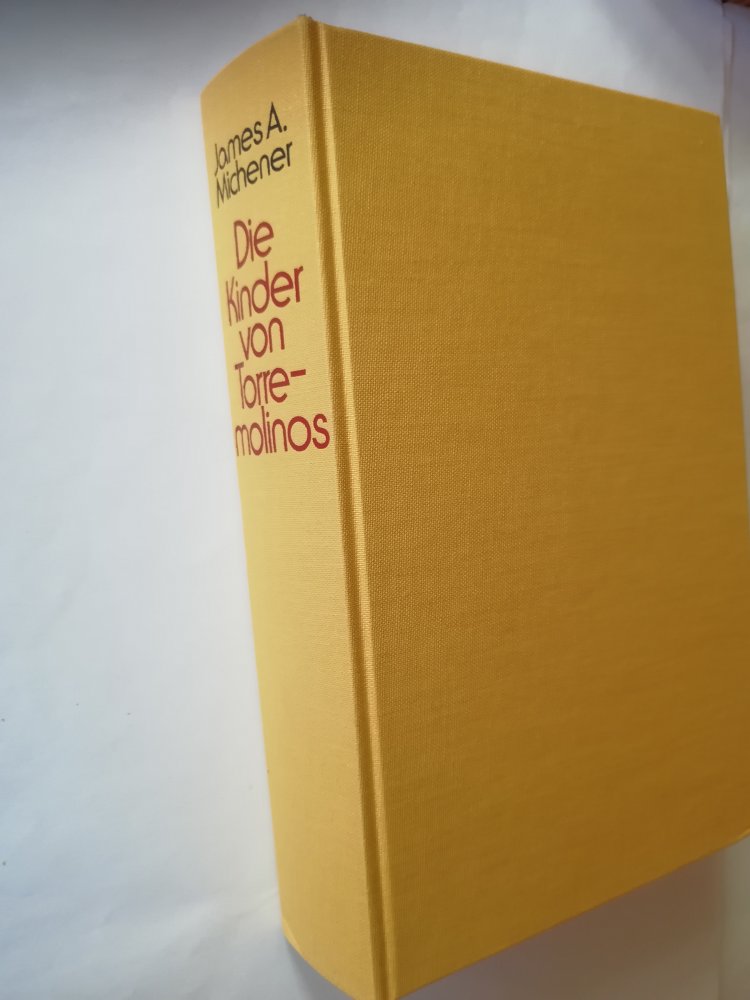 James A.
Michener
Die
Kinder
von
Torre-
molinos